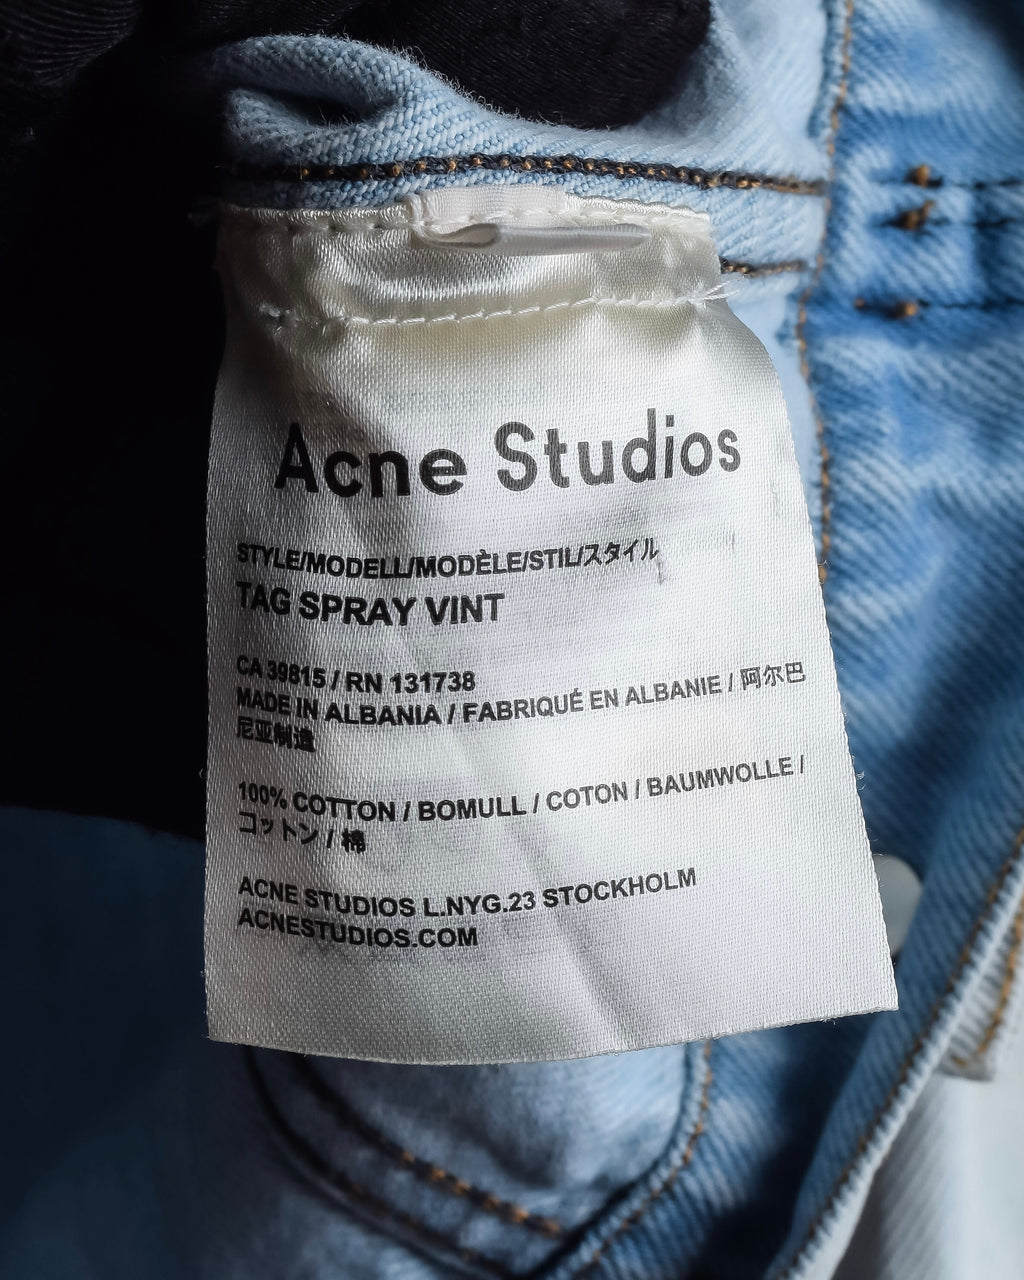 Acne Studios
STYLE/MODELL/MODÈLE/STIL/スタイル
TAG SPRAY VINT
CA 39815 / RN 131738
MADE IN ALBANIA / FABRIQUÉ EN ALBANIE / 阿尔巴
尼亚制造
100% COTTON / BOMULL / COTON / BAUMWOLLE /
コットン / 棉
ACNE STUDIOS L.NYG.23 STOCKHOLM
ACNESTUDIOS.COM